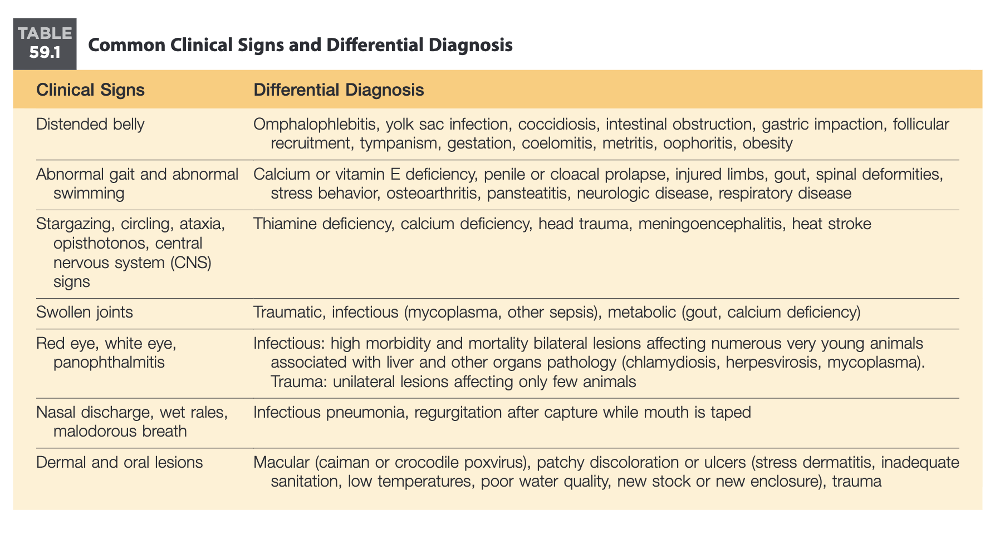 TABLE
59.1
Common Clinical Signs and Differential Diagnosis
Clinical Signs
Differential Diagnosis
Distended belly
Omphalophlebitis, yolk sac infection, coccidiosis, intestinal obstruction, gastric impaction, follicular
recruitment, tympanism, gestation, coelomitis, metritis, oophoritis, obesity
Abnormal gait and abnormal
swimming
Calcium or vitamin E deficiency, penile or cloacal prolapse, injured limbs, gout, spinal deformities,
stress behavior, osteoarthritis, pansteatitis, neurologic disease, respiratory disease
Stargazing, circling, ataxia,
opisthotonos, central
nervous system (CNS)
signs
Thiamine deficiency, calcium deficiency, head trauma, meningoencephalitis, heat stroke
Swollen joints
Traumatic, infectious (mycoplasma, other sepsis), metabolic (gout, calcium deficiency)
Red eye, white eye,
panophthalmitis
Infectious: high morbidity and mortality bilateral lesions affecting numerous very young animals
associated with liver and other organs pathology (chlamydiosis, herpesvirosis, mycoplasma).
Trauma: unilateral lesions affecting only few animals
Nasal discharge, wet rales,
malodorous breath
Infectious pneumonia, regurgitation after capture while mouth is taped
Dermal and oral lesions
Macular (caiman or crocodile poxvirus), patchy discoloration or ulcers (stress dermatitis, inadequate
sanitation, low temperatures, poor water quality, new stock or new enclosure), trauma